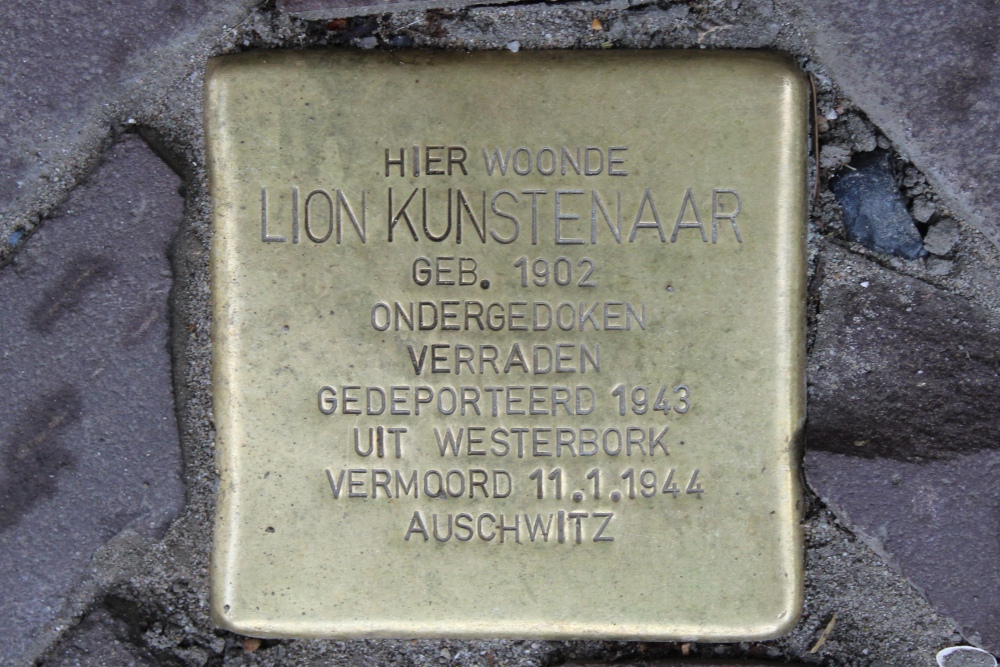 HIER WOONDE
LION KUNSTENAAR
GEB. 1902
ONDERGEDOKEN
VERRADEN
GEDEPORTEERD 1943
UIT WESTERBORK
VERMOORD 11.1.1944
AUSCHWITZ